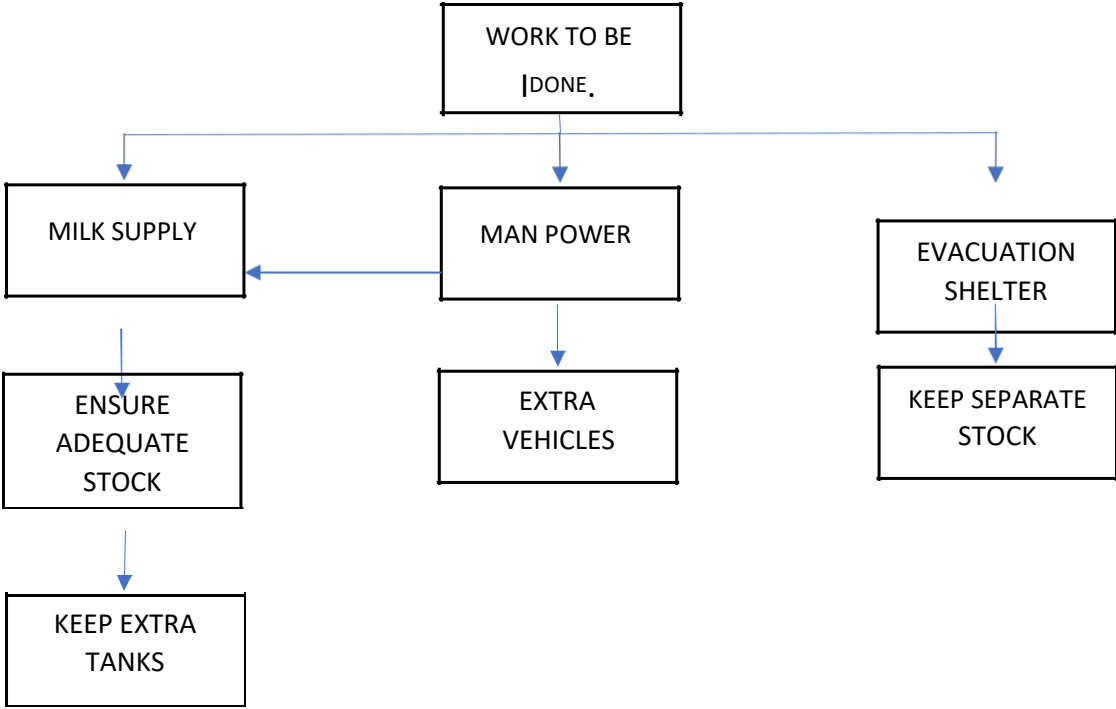 WORK TO BE
IDONE.
MILK SUPPLY
MAN POWER
EVACUATION
SHELTER
ENSURE
ADEQUATE
STOCK
EXTRA
VEHICLES
KEEP SEPARATE
STOCK
KEEP EXTRA
TANKS